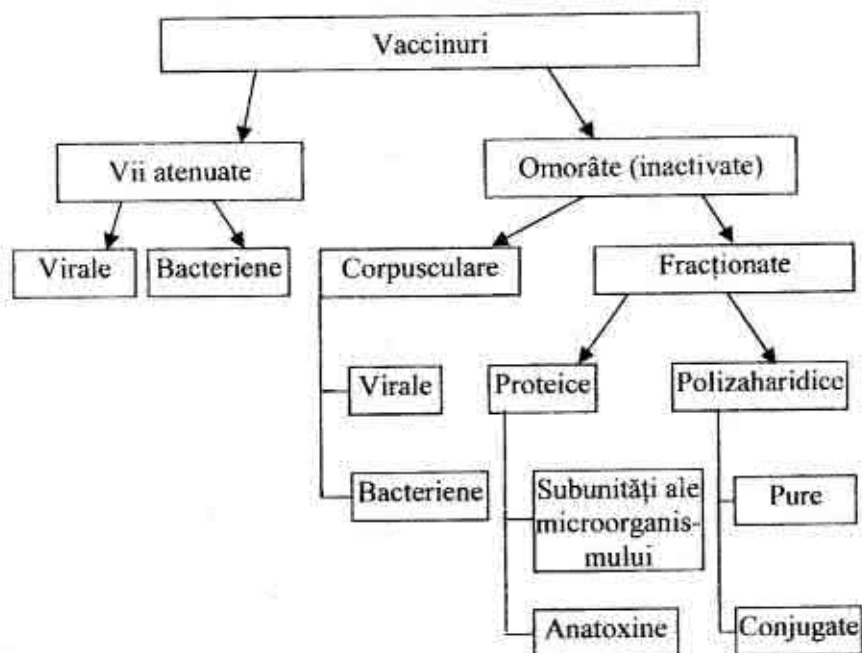 Vaccinuri
Vii atenuate
Omorâte (inactivate)
Virale
Bacteriene
Corpusculare
Fracționate
Virale
Proteice
Polizaharidice
Bacteriene
Subunități ale
microorganis-
mului
Pure
Anatoxine
Conjugate